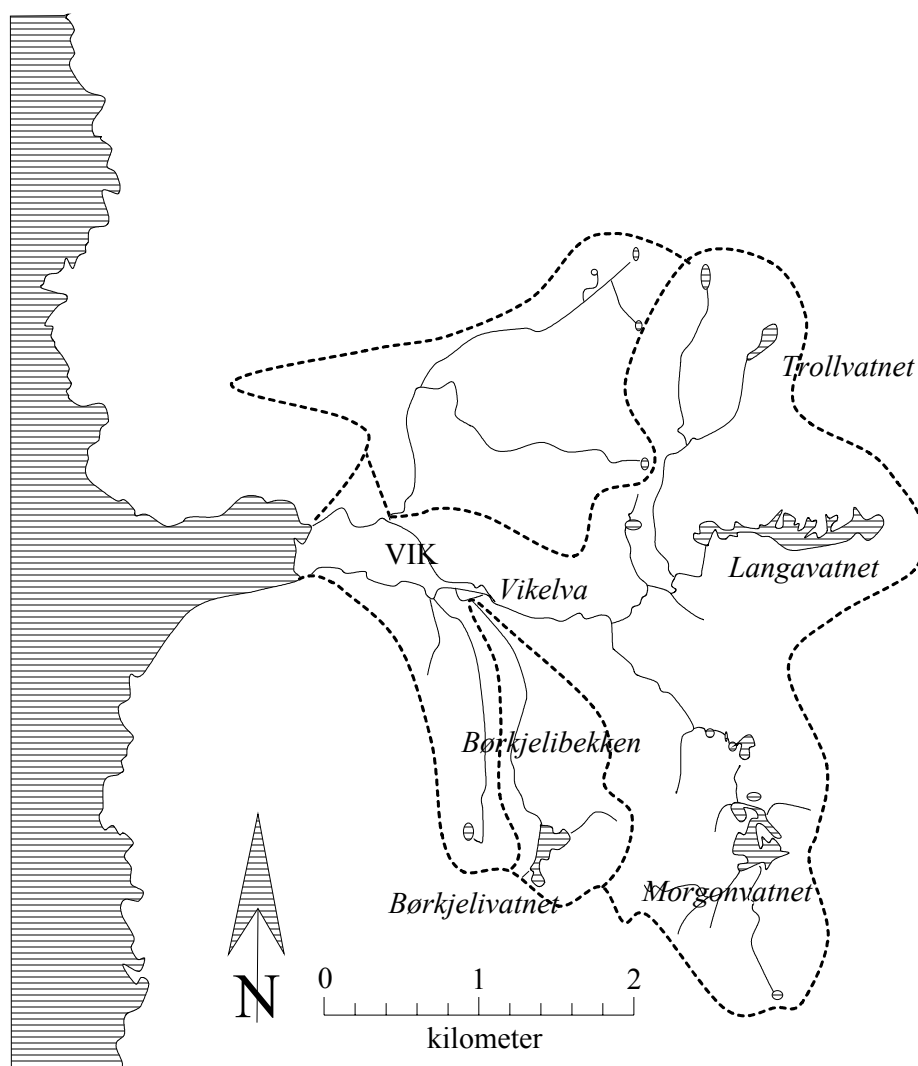 Trollvatnet
VIK
Langavatnet
Vikelva
Børkjelibekken
Børkjelivatnet
Morgonvatnet
N
0 1 2
kilometer